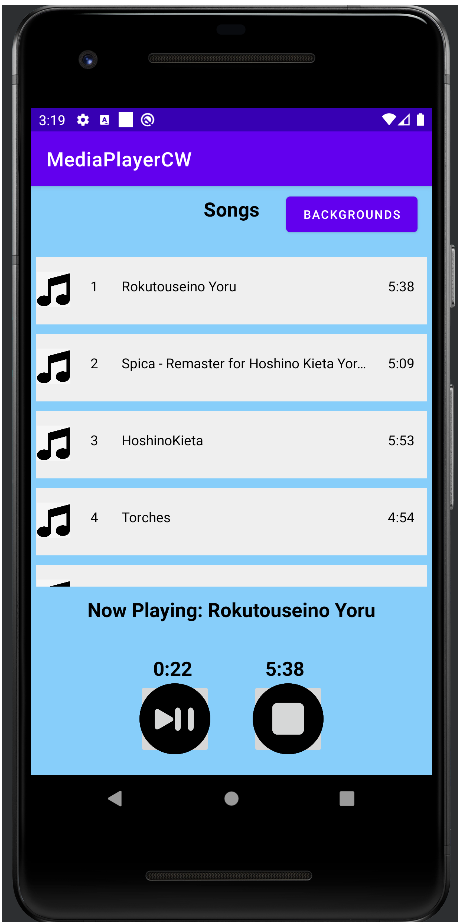 3:19
MediaPlayerCW
Songs
BACKGROUNDS
1 Rokutouseino Yoru 5:38
2 Spica - Remaster for Hoshino Kieta Yor... 5:09
3 HoshinoKieta 5:53
4 Torches 4:54
Now Playing: Rokutouseino Yoru
0:22 5:38